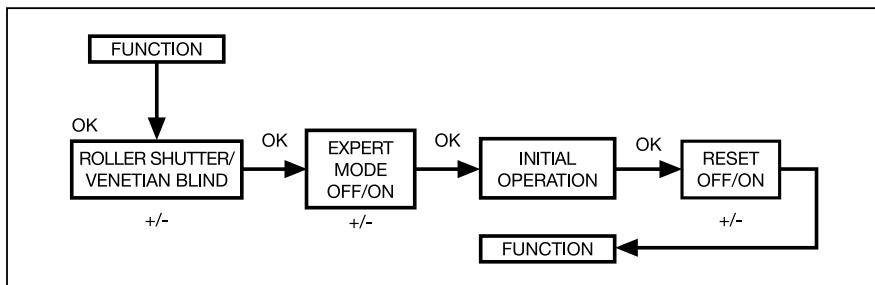 FUNCTION
OK
ROLLER SHUTTER/
VENETIAN BLIND
+/-
OK
EXPERT
MODE
OFF/ON
+/-
OK
INITIAL
OPERATION
OK
RESET
OFF/ON
+/-
FUNCTION